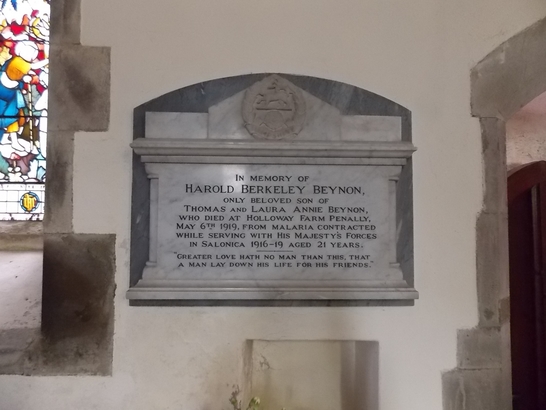 In memory of
Harold Berkeley Beynon,
only beloved son of
Thomas and Laura Annie Beynon,
who died at Holloway Farm Penally,
May 6th 1919, from malaria contracted
while serving with His Majesty's Forces
in Salonica 1916-19 aged 21 years.
"Greater love hath no man than this, that
a man lay down his life for his friends."